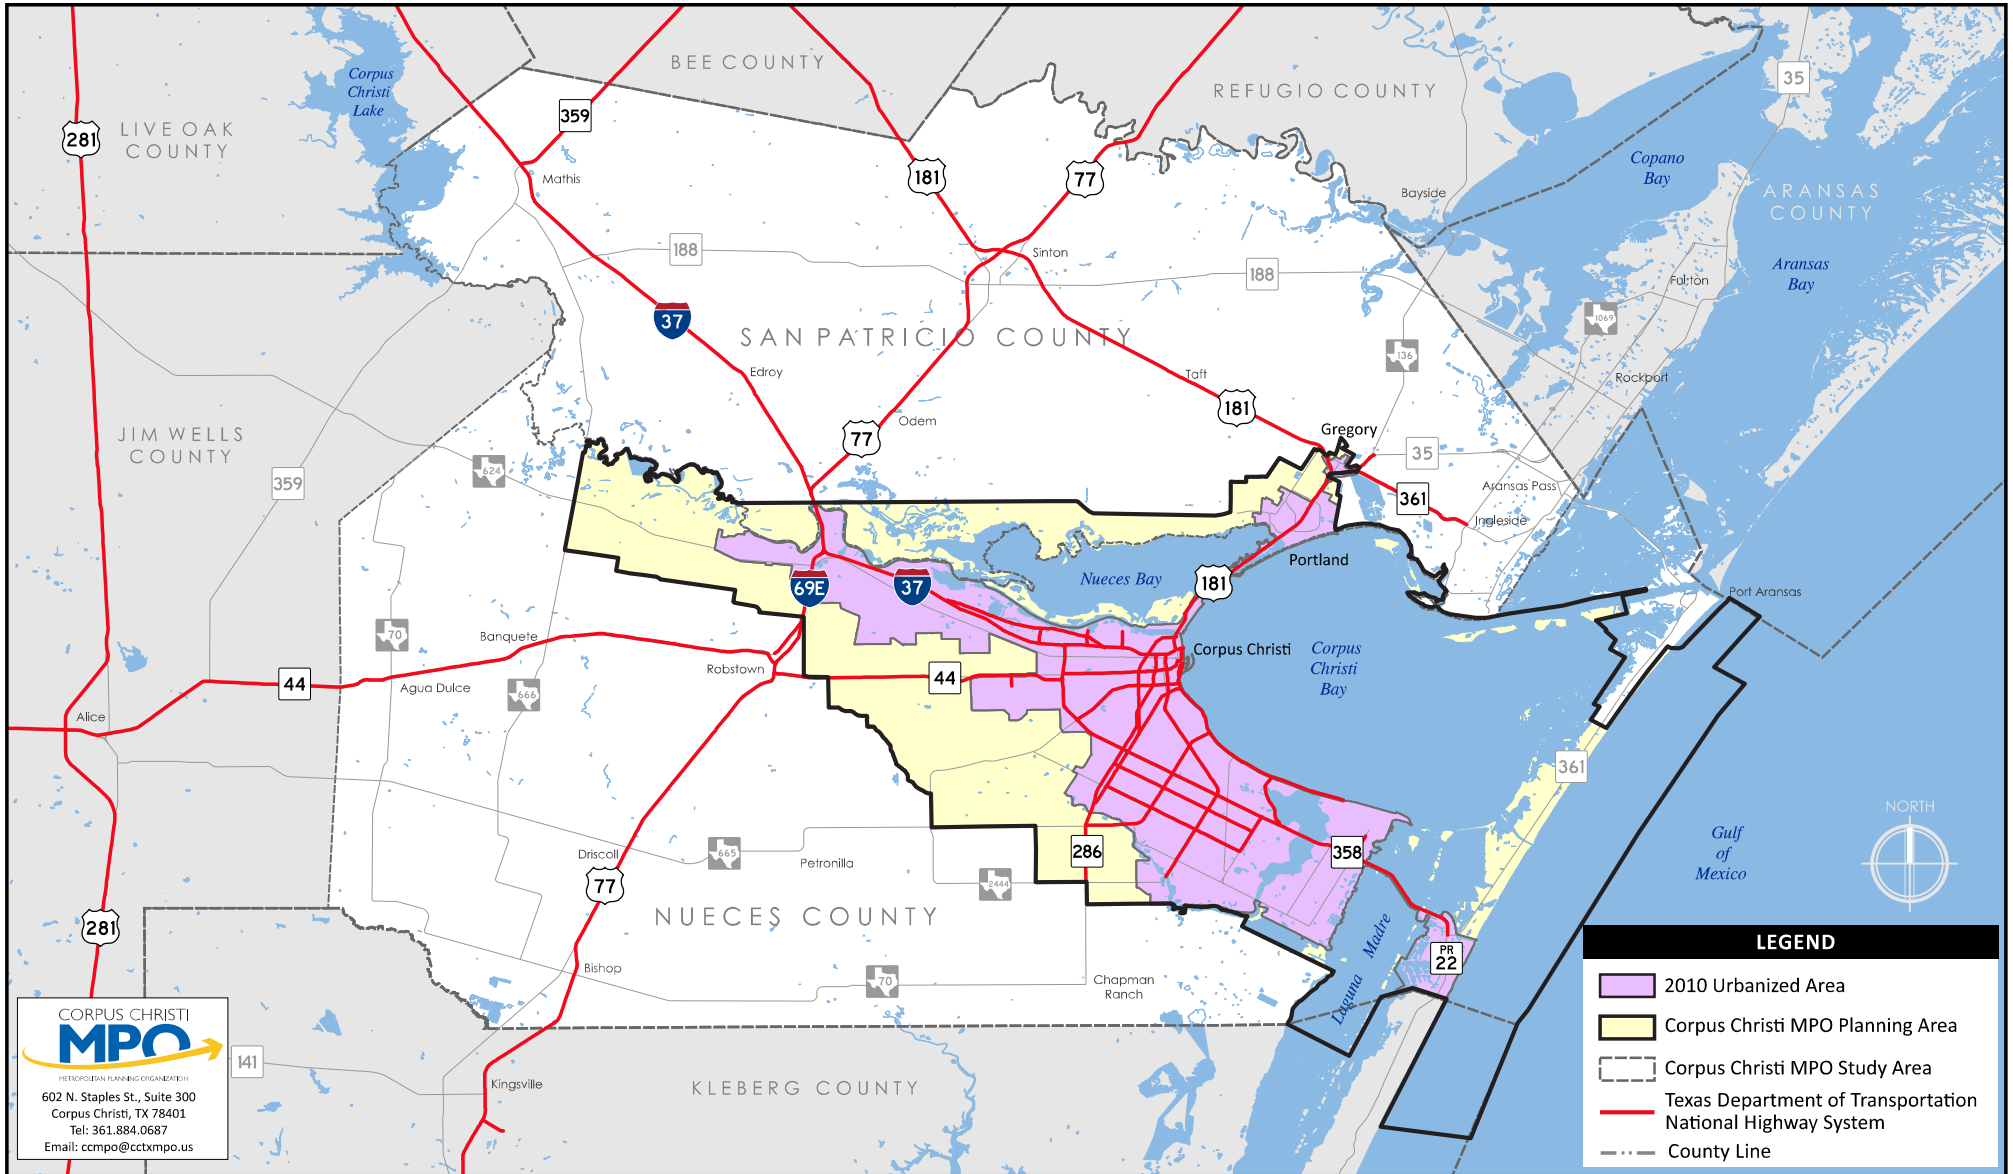 BEE COUNTY
REFUGIO COUNTY
35
Corpus
Christi
Lake
359
281
LIVE OAK
COUNTY
181
77
Mathis
Copano
Bay
Bayside
ARANSAS
COUNTY
188
Sinton
188
Aransas
Bay
Fulton
37
1069
SAN PATRICIO COUNTY
136
Edroy
Taft
Rockport
181
77
Odem
Gregory
JIM WELLS
COUNTY
35
624
359
361
Aransas Pass
Ingleside
Portland
Nueces Bay
181
69E
37
Port Aransas
70
Banquete
Robstown
Corpus Christi
Corpus
Christi
Bay
44
Agua Dulce
666
44
Alice
361
NORTH
Gulf
of
Mexico
286
358
665
Driscoll
Petronilla
77
2444
281
NUECES COUNTY
Laguna Madre
PR
22
Bishop
70
Chapman
Ranch
141
Kingsville
KLEBERG COUNTY
CORPUS CHRISTI
MPO
METROPOLITAN PLANNING ORGANIZATION
602 N. Staples St., Suite 300
Corpus Christi, TX 78401
Tel: 361.884.0687
Email: ccmpo@cctxmpo.us
LEGEND
2010 Urbanized Area
Corpus Christi MPO Planning Area
Corpus Christi MPO Study Area
Texas Department of Transportation
National Highway System
County Line